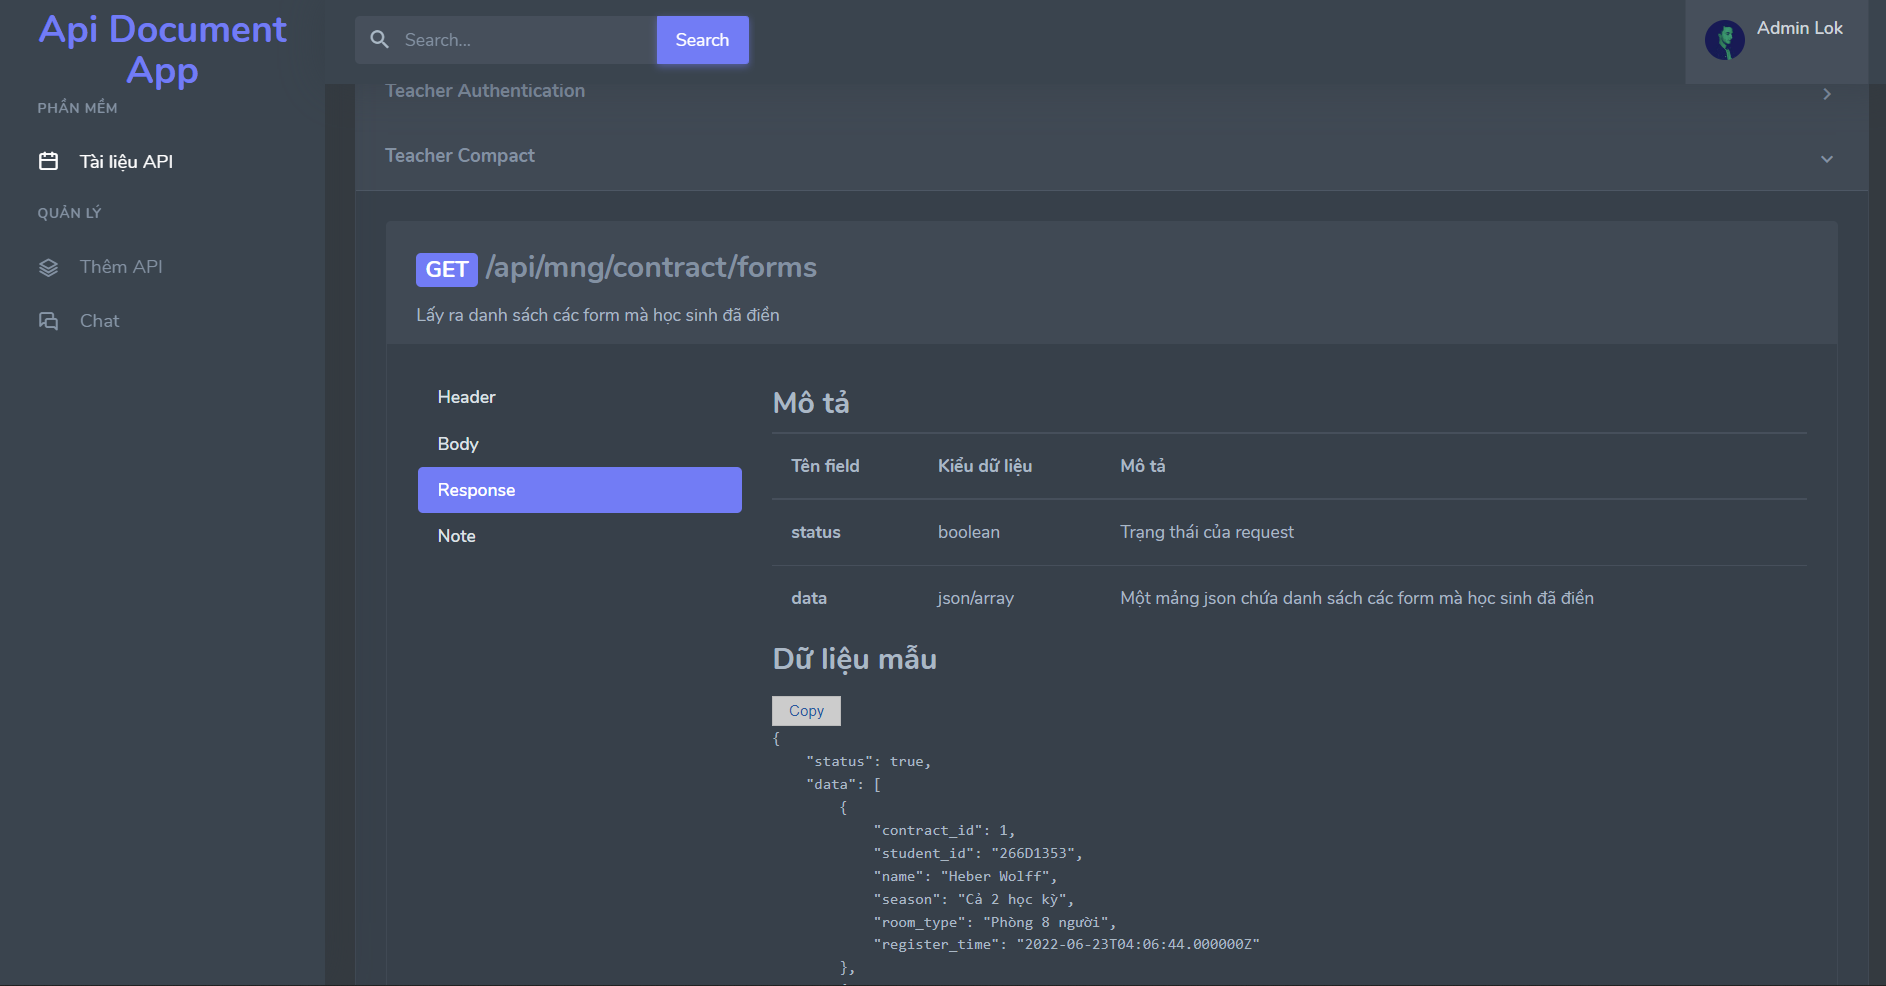 Api Document
App
PHẦN MỀM
Tài liệu API
QUẢN LÝ
Thêm API
Chat
Search...
Search
Admin Lok
Teacher Authentication
Teacher Compact
GET /api/mng/contract/forms
Lấy ra danh sách các form mà học sinh đã điền
Header
Body
Response
Note
Mô tả
Tên field Kiểu dữ liệu Mô tả
status boolean Trạng thái của request
data json/array Một mảng json chứa danh sách các form mà học sinh đã điền
Dữ liệu mẫu
Copy
{
"status": true,
"data": [
{
"contract_id": 1,
"student_id": "266D1353",
"name": "Heber Wolff",
"season": "Cả 2 học kỳ",
"room_type": "Phòng 8 người",
"register_time": "2022-06-23T04:06:44.000000Z"
},